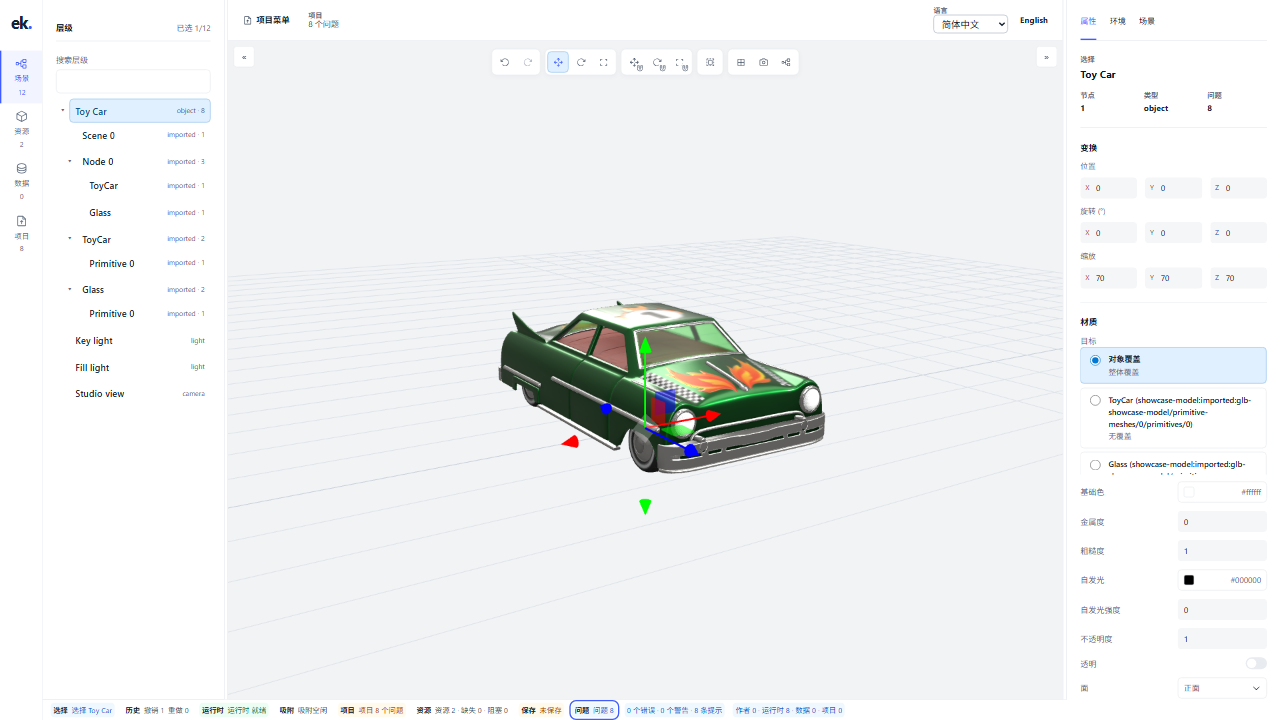 ek.
场景
12
资源
2
数据
0
项目
8
层级
已选 1/12
搜索层级
Toy Car
object · 8
Scene 0
imported · 1
Node 0
imported · 3
ToyCar
imported · 1
Glass
imported · 1
ToyCar
imported · 2
Primitive 0
imported · 1
Glass
imported · 2
Primitive 0
imported · 1
Key light
light
Fill light
light
Studio view
camera
项目菜单
项目
8 个问题
语言
简体中文
English
«
»
属性 环境 场景
选择
Toy Car
节点 类型 问题
1 object 8
变换
位置
X 0 Y 0 Z 0
旋转 (°)
X 0 Y 0 Z 0
缩放
X 70 Y 70 Z 70
材质
目标
对象覆盖
整体覆盖
ToyCar (showcase-model:imported:glb-
showcase-model/primitive-
meshes/0/primitives/0)
无覆盖
Glass (showcase-model:imported:glb-
基础色 #ffffff
金属度 0
粗糙度 1
自发光 #000000
自发光强度 0
不透明度 1
透明
面 正面
选择 选择 Toy Car 历史 撤销 1 · 重做 0 运行时 运行时 就绪 吸附 吸附空闲 项目 项目 8 个问题 资源 资源 2 · 缺失 0 · 阻塞 0 保存 未保存 问题 问题 8 0 个错误 · 0 个警告 · 8 条提示 作者 0 · 运行时 8 · 数据 0 · 项目 0